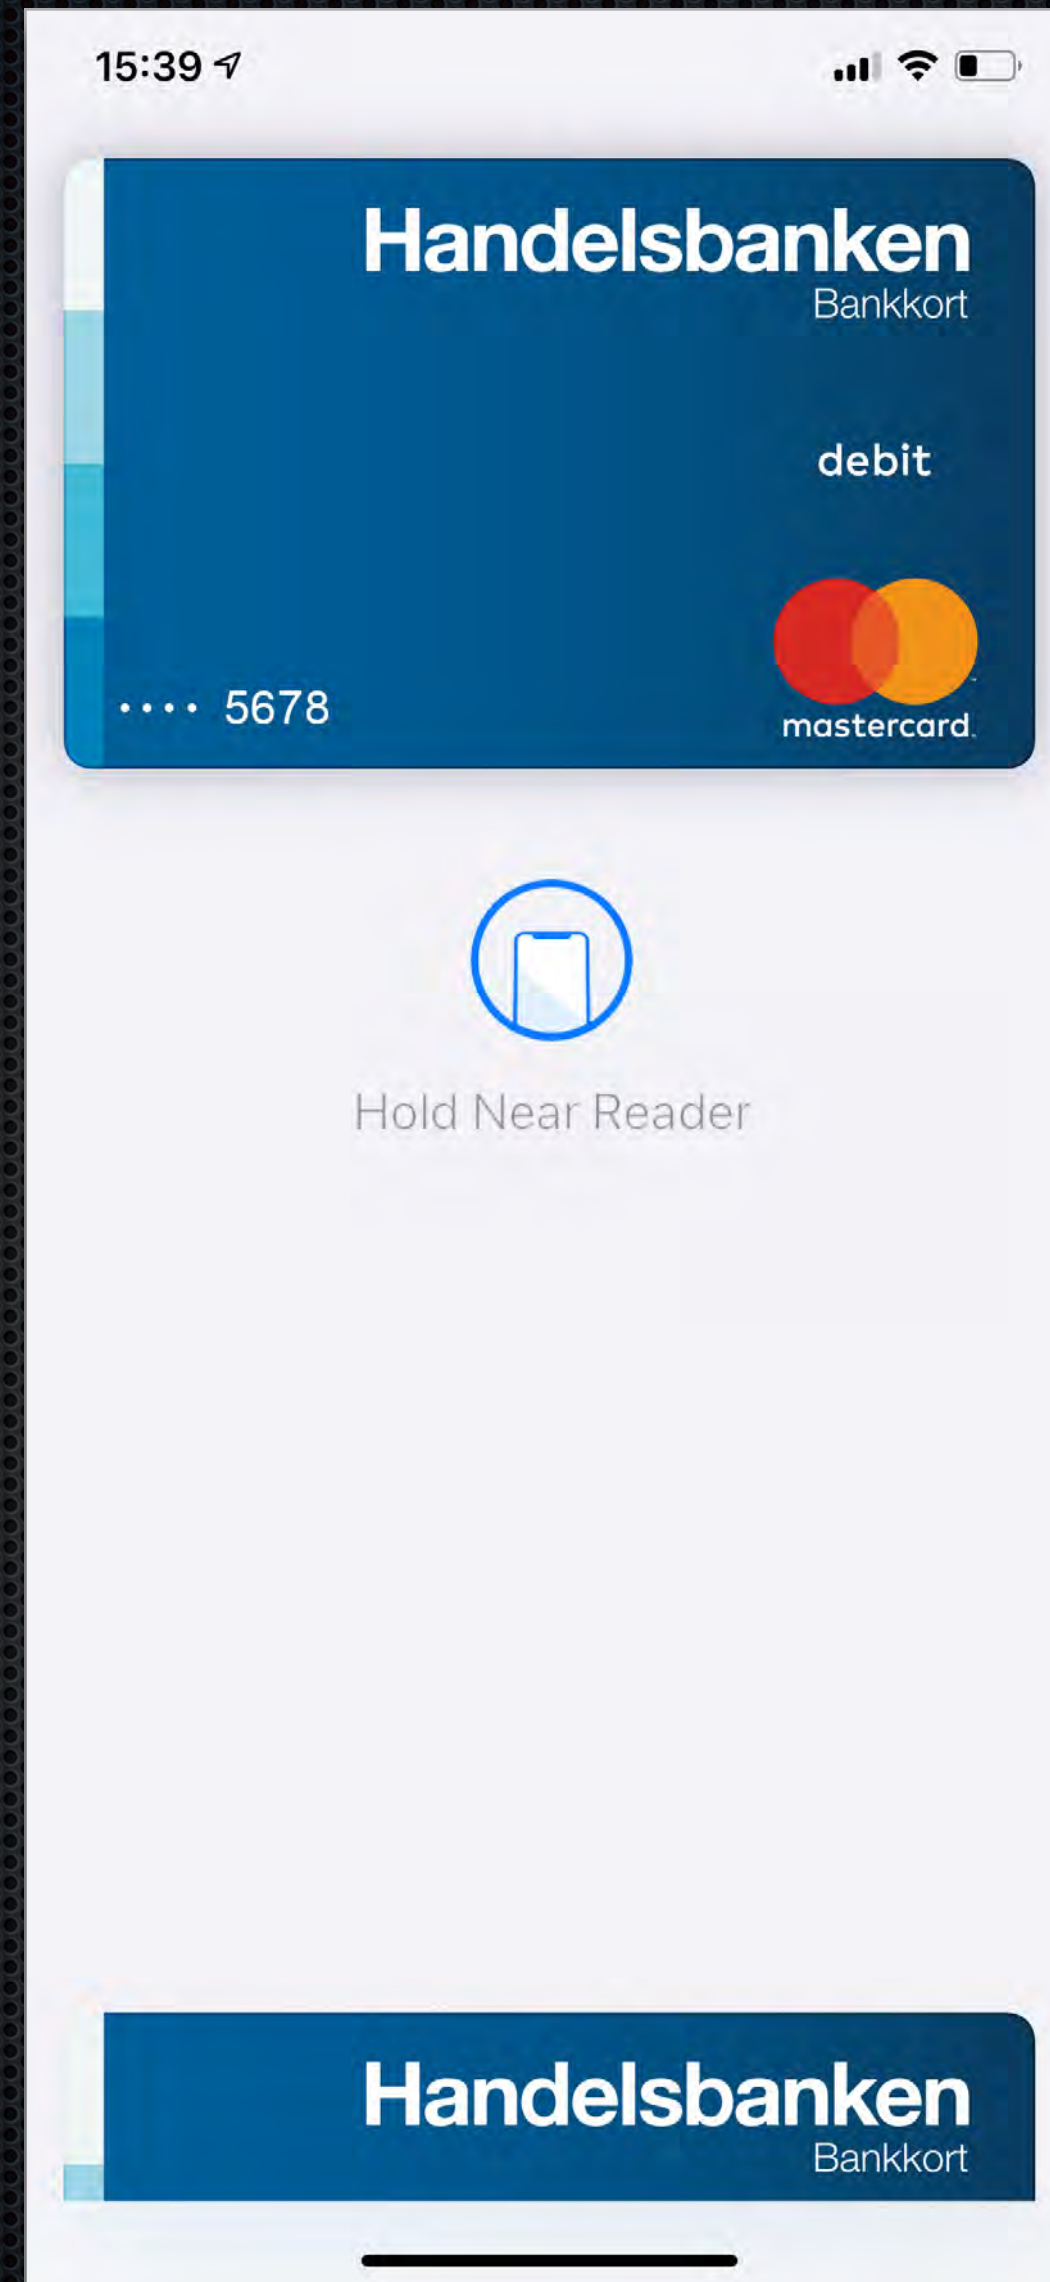 15:39
Handelsbanken
Bankkort
debit
•••• 5678
mastercard
Hold Near Reader
Handelsbanken
Bankkort